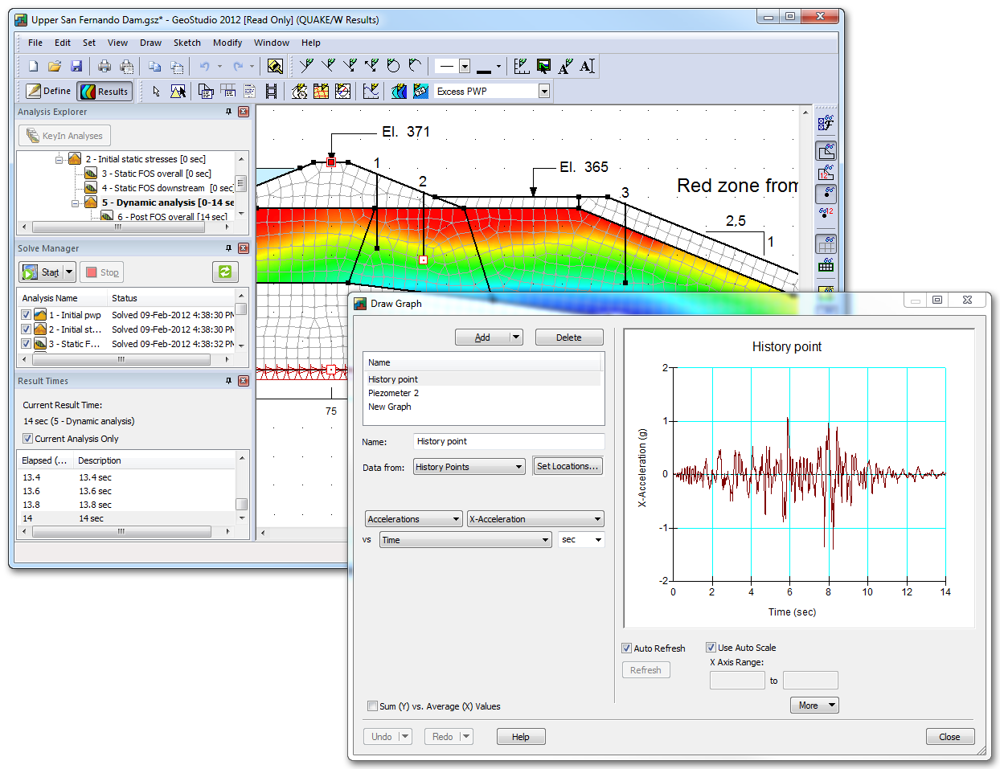 Upper San Fernando Dam.gsz* - GeoStudio 2012 [Read Only] (QUAKE/W Results)
File Edit Set View Draw Sketch Modify Window Help
Define Results Excess PWP
Analysis Explorer
KeyIn Analyses
2 - Initial static stresses [0 sec]
3 - Static FOS overall [0 sec]
4 - Static FOS downstream [0 sec
5 - Dynamic analysis [0-14 se
6 - Post FOS overall [14 sec]
Solve Manager
Start Stop
Analysis Name Status
1 - Initial pwp Solved 09-Feb-2012 4:38:30 PM
2 - Initial st... Solved 09-Feb-2012 4:38:30 PM
3 - Static F... Solved 09-Feb-2012 4:38:32 PM
Result Times
Current Result Time:
14 sec (5 - Dynamic analysis)
Current Analysis Only
Elapsed (... Description
13.4 13.4 sec
13.6 13.6 sec
13.8 13.8 sec
14 14 sec
El. 371
1
2
El. 365
3
Red zone from
2,5
1
75
12
12
Draw Graph
Add Delete
Name
History point
Piezometer 2
New Graph
Name: History point
Data from: History Points Set Locations...
Accelerations X-Acceleration
vs Time sec
Sum (Y) vs. Average (X) Values
Undo Redo Help
History point
X-Acceleration (g)
2
1
0
-1
-2
0 2 4 6 8 10 12 14
Time (sec)
Auto Refresh Use Auto Scale
Refresh X Axis Range:
to
More
Close